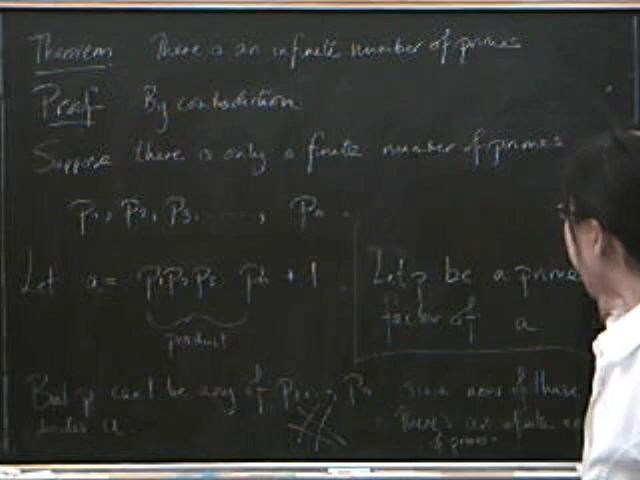 Theorem There is an infinite number of primes
Proof By contradiction
Suppose there is only a finite number of primes
P1, P2, P3, ..., Pn.
Let a = P1P2P3 Pn + 1.
product
Let p be a prime
factor of a
But p can't be any of P1, ..., Pn since none of those
divides a.
There's an infinite no
of primes.